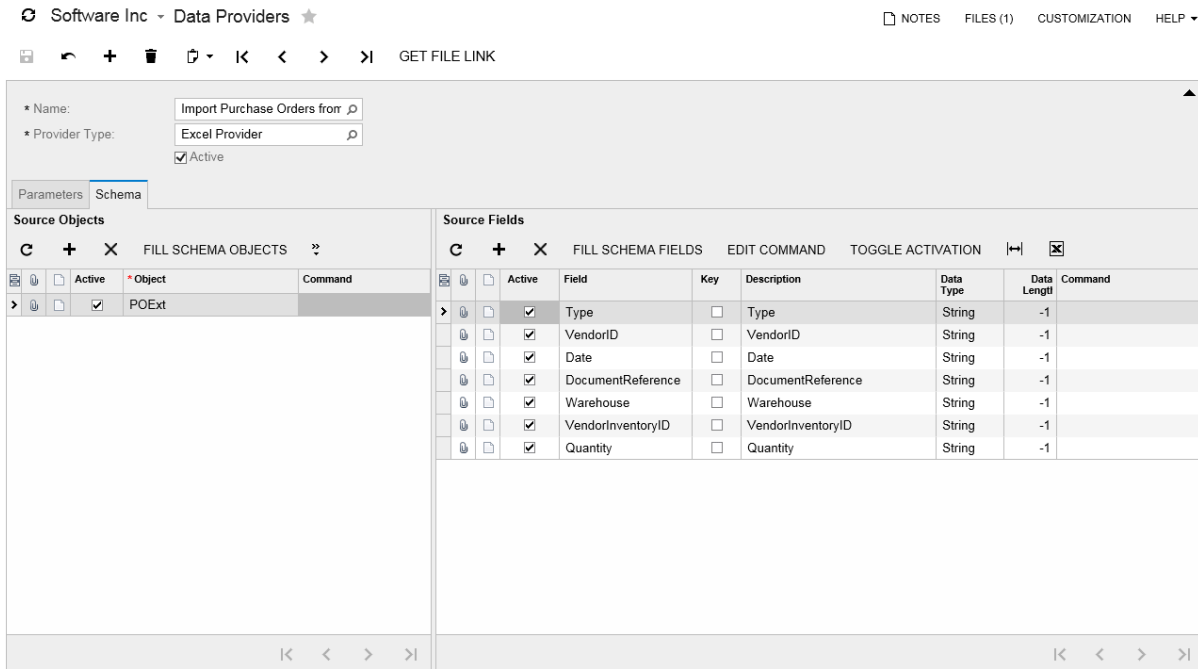 Software Inc Data Providers NOTES FILES (1) CUSTOMIZATION HELP
GET FILE LINK
* Name: Import Purchase Orders from
* Provider Type: Excel Provider
Active
Parameters Schema
Source Objects Source Fields
FILL SCHEMA OBJECTS FILL SCHEMA FIELDS EDIT COMMAND TOGGLE ACTIVATION
Active * Object Command Active Field Key Description Data Type Data Length Command
POExt Type Type String -1
VendorID VendorID String -1
Date Date String -1
DocumentReference DocumentReference String -1
Warehouse Warehouse String -1
VendorInventoryID VendorInventoryID String -1
Quantity Quantity String -1